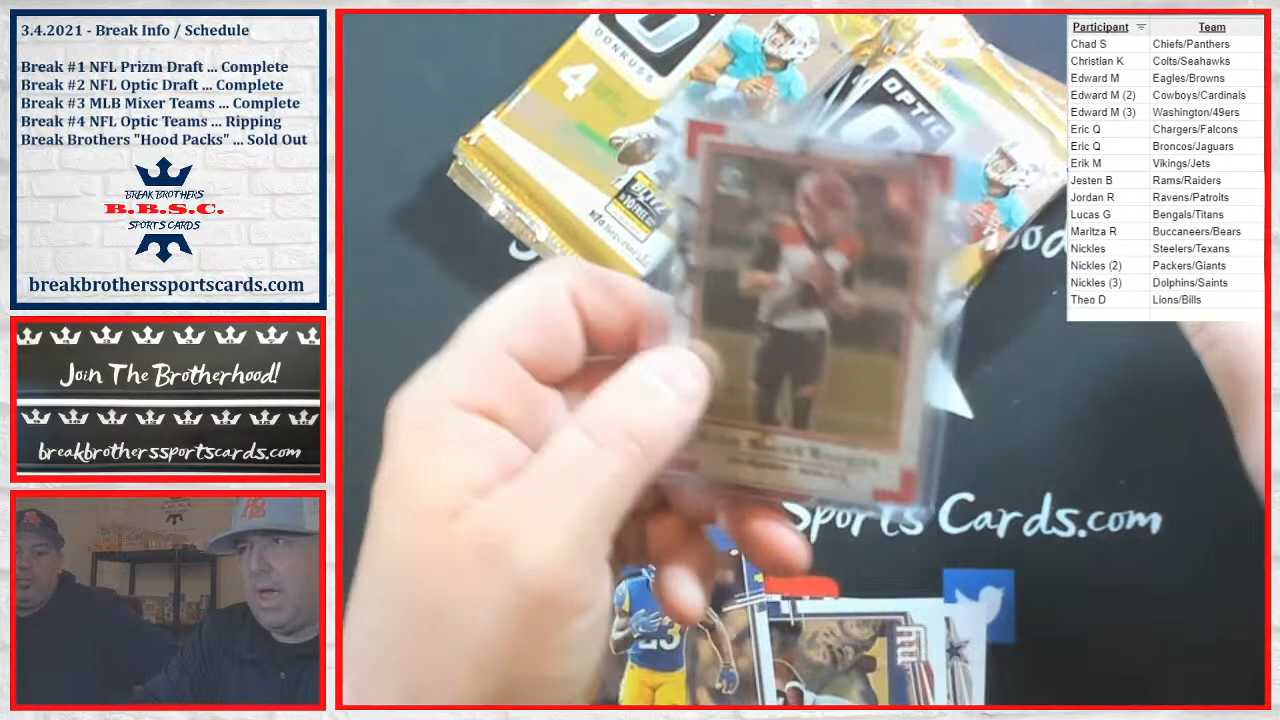 3.4.2021 - Break Info / Schedule
Break #1 NFL Prizm Draft ... Complete
Break #2 NFL Optic Draft ... Complete
Break #3 MLB Mixer Teams ... Complete
Break #4 NFL Optic Teams ... Ripping
Break Brothers "Hood Packs" ... Sold Out
BREAK BROTHERS
B.B.S.C.
SPORTS CARDS
breakbrotherssportscards.com
Join The Brotherhood!
breakbrotherssportscards.com
DONRUSS
4
OPTIC
BLITZ
Sports Cards.com
23
Participant Team
Chad S Chiefs/Panthers
Christian K Colts/Seahawks
Edward M Eagles/Browns
Edward M (2) Cowboys/Cardinals
Edward M (3) Washington/49ers
Eric Q Chargers/Falcons
Eric Q Broncos/Jaguars
Erik M Vikings/Jets
Jesten B Rams/Raiders
Jordan R Ravens/Patroits
Lucas G Bengals/Titans
Maritza R Buccaneers/Bears
Nickles Steelers/Texans
Nickles (2) Packers/Giants
Nickles (3) Dolphins/Saints
Theo D Lions/Bills